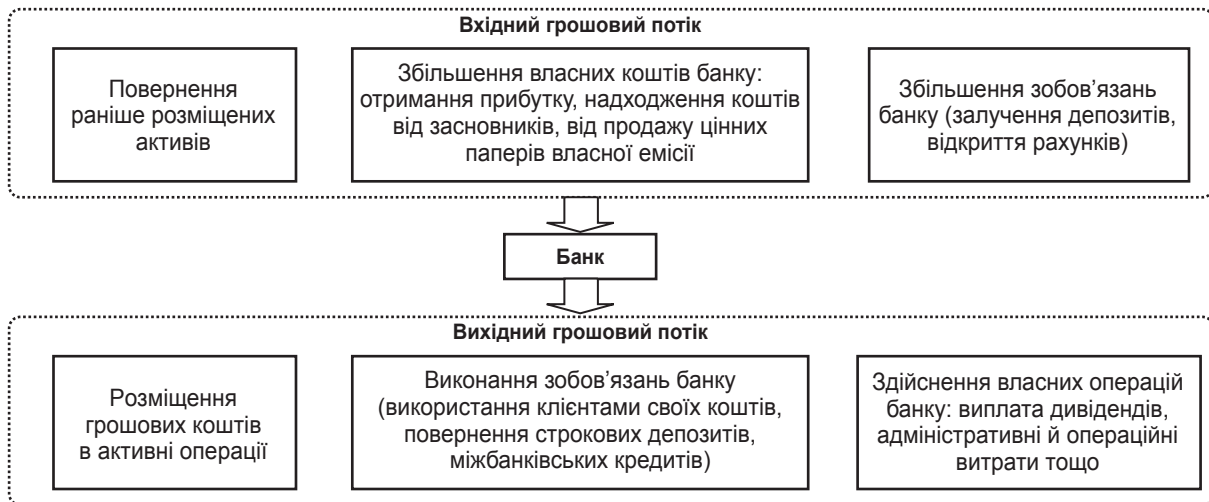 Вхідний грошовий потік
Повернення
раніше розміщених
активів
Збільшення власних коштів банку:
отримання прибутку, надходження коштів
від засновників, від продажу цінних
паперів власної емісії
Збільшення зобов’язань
банку (залучення депозитів,
відкриття рахунків)
Банк
Вихідний грошовий потік
Розміщення
грошових коштів
в активні операції
Виконання зобов’язань банку
(використання клієнтами своїх коштів,
повернення строкових депозитів,
міжбанківських кредитів)
Здійснення власних операцій
банку: виплата дивідендів,
адміністративні й операційні
витрати тощо